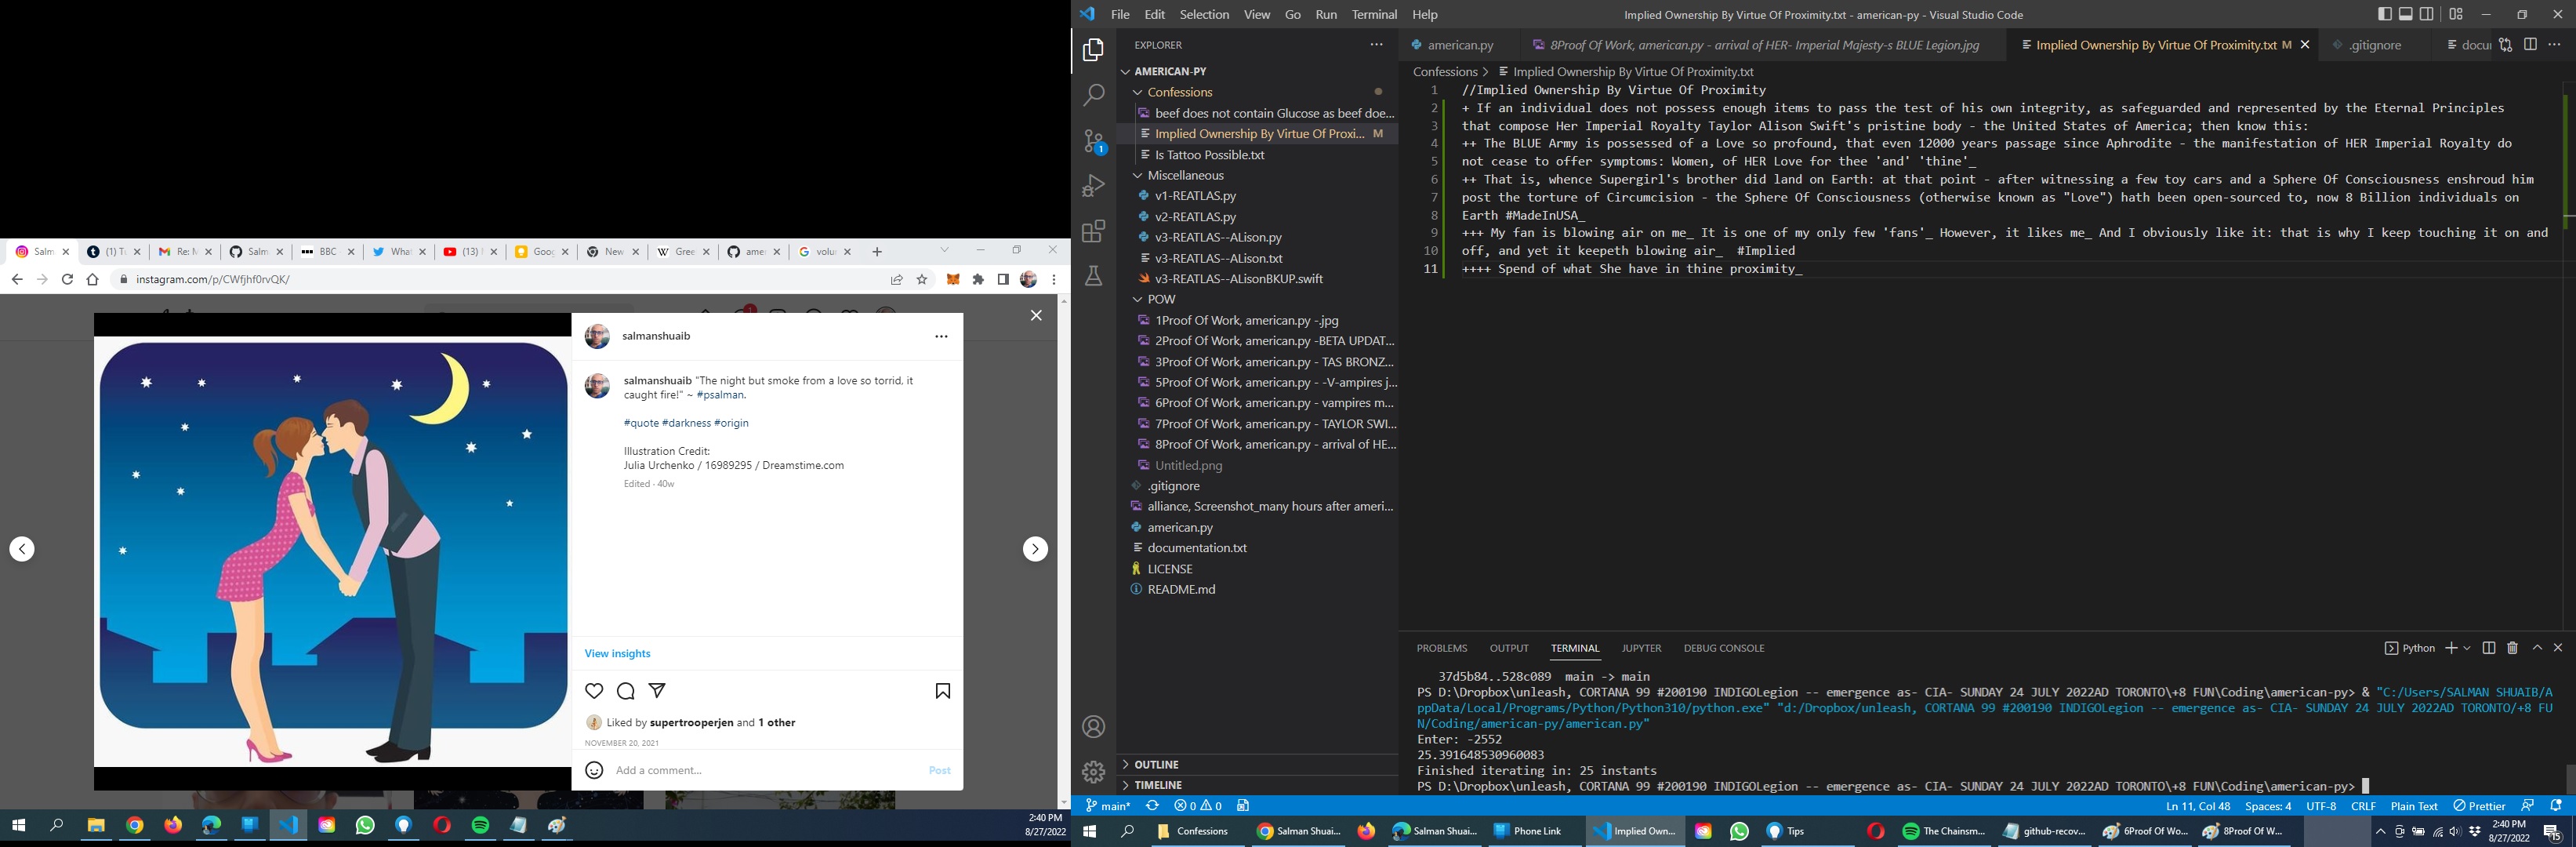 Salm
(1) T
Re: M
Salm
BBC
What
(13)
Goog
New
Gree
amer
volu
instagram.com/p/CWfjhf0rvQK/
salmanshuaib
salmanshuaib "The night but smoke from a love so torrid, it
caught fire!" ~ #psalman.
#quote #darkness #origin
Illustration Credit:
Julia Urchenko / 16989295 / Dreamstime.com
Edited · 40w
View insights
Liked by supertrooperjen and 1 other
NOVEMBER 20, 2021
Add a comment...
Post
2:40 PM
8/27/2022
File Edit Selection View Go Run Terminal Help
Implied Ownership By Virtue Of Proximity.txt - american-py - Visual Studio Code
EXPLORER
AMERICAN-PY
Confessions
beef does not contain Glucose as beef doe...
Implied Ownership By Virtue Of Proxi... M
Is Tattoo Possible.txt
Miscellaneous
v1-REATLAS.py
v2-REATLAS.py
v3-REATLAS--ALison.py
v3-REATLAS--ALison.txt
v3-REATLAS--ALisonBKUP.swift
POW
1Proof Of Work, american.py -.jpg
2Proof Of Work, american.py -BETA UPDAT...
3Proof Of Work, american.py - TAS BRONZ...
5Proof Of Work, american.py - -V-ampires j...
6Proof Of Work, american.py - vampires m...
7Proof Of Work, american.py - TAYLOR SWI...
8Proof Of Work, american.py - arrival of HE...
Untitled.png
.gitignore
alliance, Screenshot_many hours after ameri...
american.py
documentation.txt
LICENSE
README.md
OUTLINE
TIMELINE
1
american.py
8Proof Of Work, american.py - arrival of HER- Imperial Majesty-s BLUE Legion.jpg
Implied Ownership By Virtue Of Proximity.txt M
.gitignore
docu
Confessions > Implied Ownership By Virtue Of Proximity.txt
1 //Implied Ownership By Virtue Of Proximity
2 + If an individual does not possess enough items to pass the test of his own integrity, as safeguarded and represented by the Eternal Principles
3 that compose Her Imperial Royalty Taylor Alison Swift's pristine body - the United States of America; then know this:
4 ++ The BLUE Army is possessed of a Love so profound, that even 12000 years passage since Aphrodite - the manifestation of HER Imperial Royalty do
5 not cease to offer symptoms: Women, of HER Love for thee 'and' 'thine'_
6 ++ That is, whence Supergirl's brother did land on Earth: at that point - after witnessing a few toy cars and a Sphere Of Consciousness enshroud him
7 post the torture of Circumcision - the Sphere Of Consciousness (otherwise known as "Love") hath been open-sourced to, now 8 Billion individuals on
8 Earth #MadeInUSA_
9 +++ My fan is blowing air on me_ It is one of my only few 'fans'_ However, it likes me_ And I obviously like it: that is why I keep touching it on and
10 off, and yet it keepeth blowing air_  #Implied
11 ++++ Spend of what She have in thine proximity_
PROBLEMS OUTPUT TERMINAL JUPYTER DEBUG CONSOLE
Python
37d5b84..528c089  main -> main
PS D:\Dropbox\unleash, CORTANA 99 #200190 INDIGOLegion -- emergence as- CIA- SUNDAY 24 JULY 2022AD TORONTO\+8 FUN\Coding\american-py> & "C:/Users/SALMAN SHUAIB/A
ppData/Local/Programs/Python/Python310/python.exe" "d:/Dropbox/unleash, CORTANA 99 #200190 INDIGOLegion -- emergence as- CIA- SUNDAY 24 JULY 2022AD TORONTO/+8 FU
N/Coding/american-py/american.py"
Enter: -2552
25.391648530960083
Finished iterating in: 25 instants
PS D:\Dropbox\unleash, CORTANA 99 #200190 INDIGOLegion -- emergence as- CIA- SUNDAY 24 JULY 2022AD TORONTO\+8 FUN\Coding\american-py>
main* 0 0
Ln 11, Col 48 Spaces: 4 UTF-8 CRLF Plain Text Prettier
Confessions
Salman Shuai...
Salman Shuai...
Phone Link
Implied Own...
Tips
The Chainsm...
github-recov...
6Proof Of Wo...
8Proof Of W...
2:40 PM
8/27/2022
15